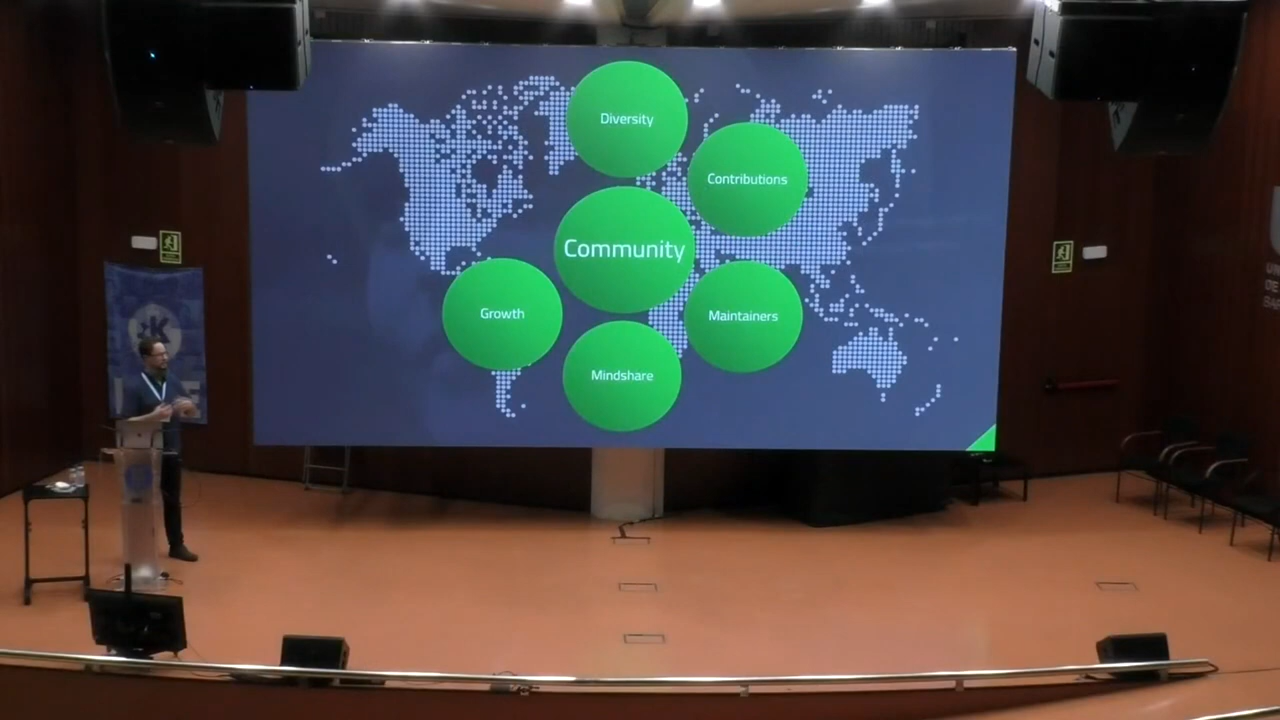 Diversity
Contributions
Community
Growth
Maintainers
Mindshare
K